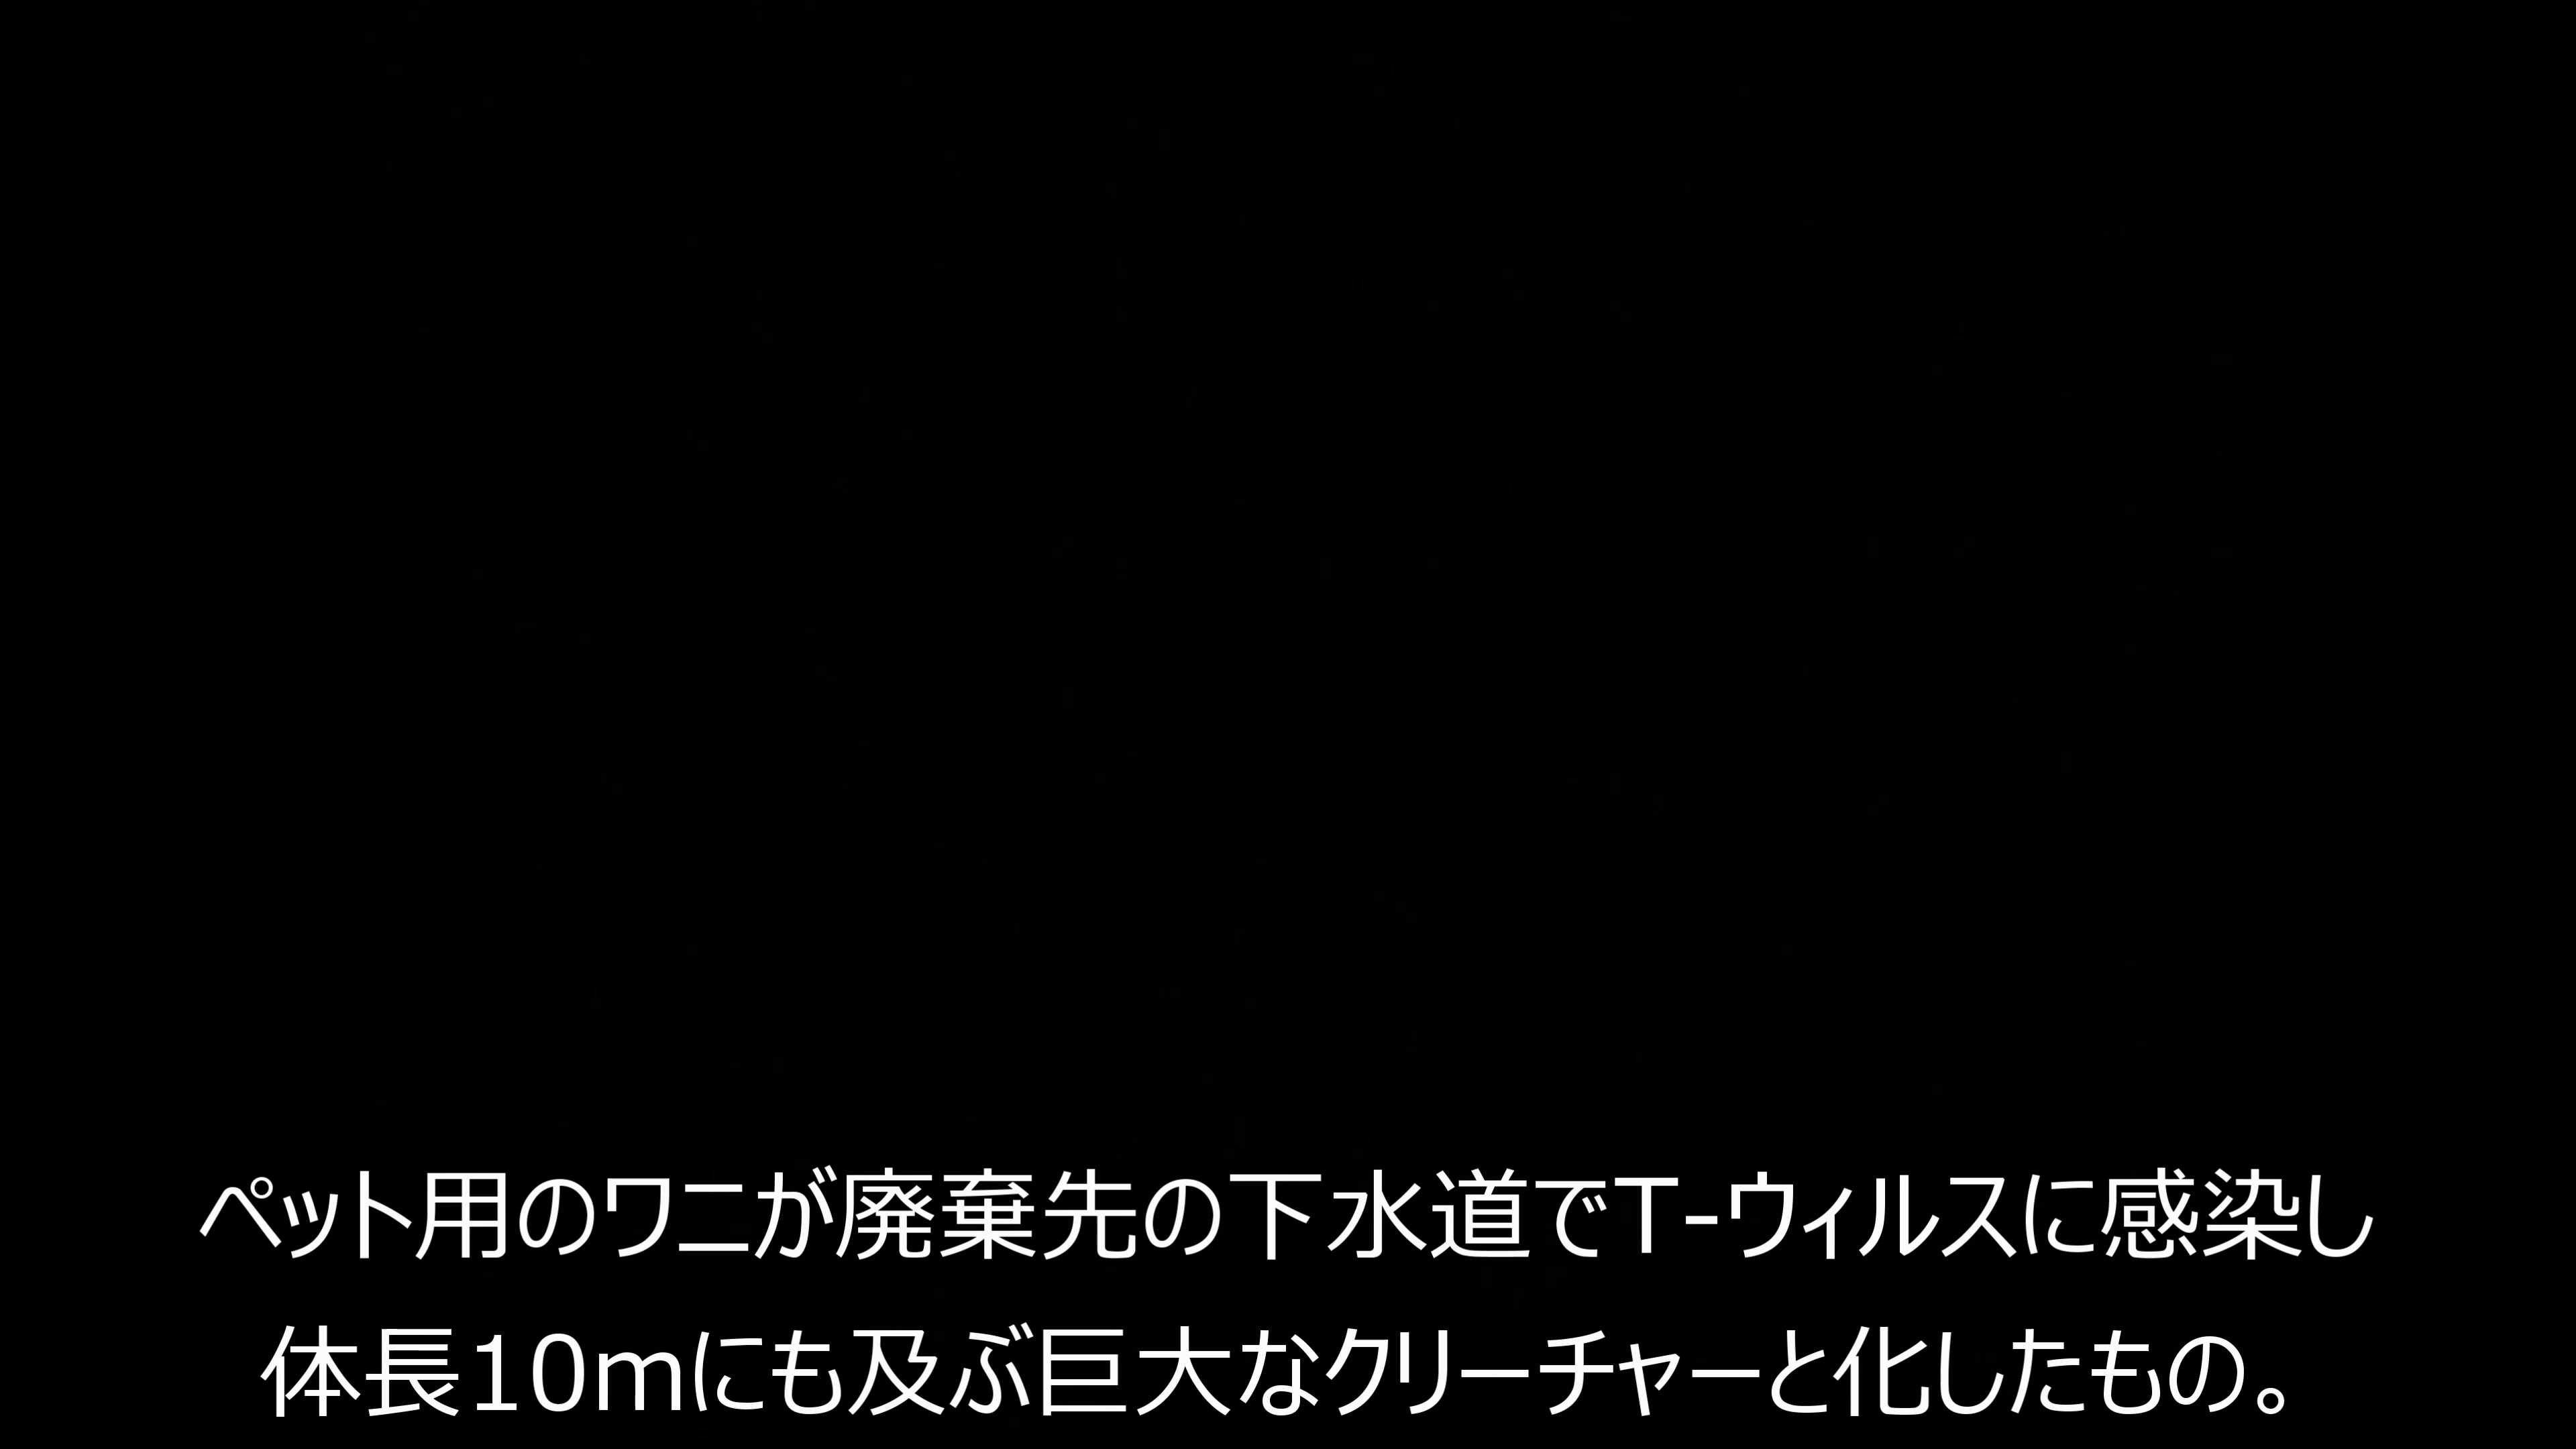 ペット用のワニが廃棄先の下水道でT-ウィルスに感染し
体長10mにも及ぶ巨大なクリーチャーと化したもの。